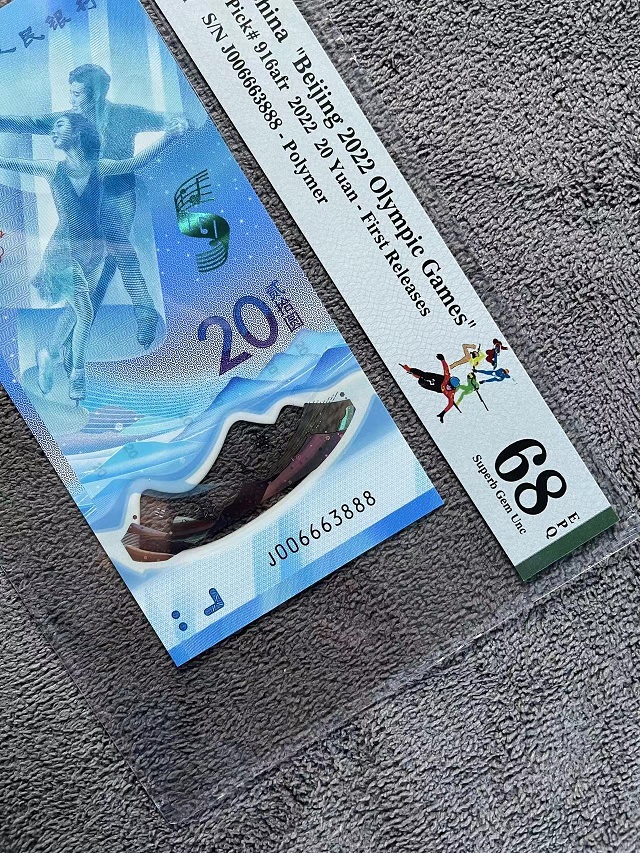 人民银行
20
J006663888
China "Beijing 2022 Olympic Games"
Pick# 916afr 2022 20 Yuan - First Releases
S/N J006663888 - Polymer
68
EPQ
Superb Gem Unc